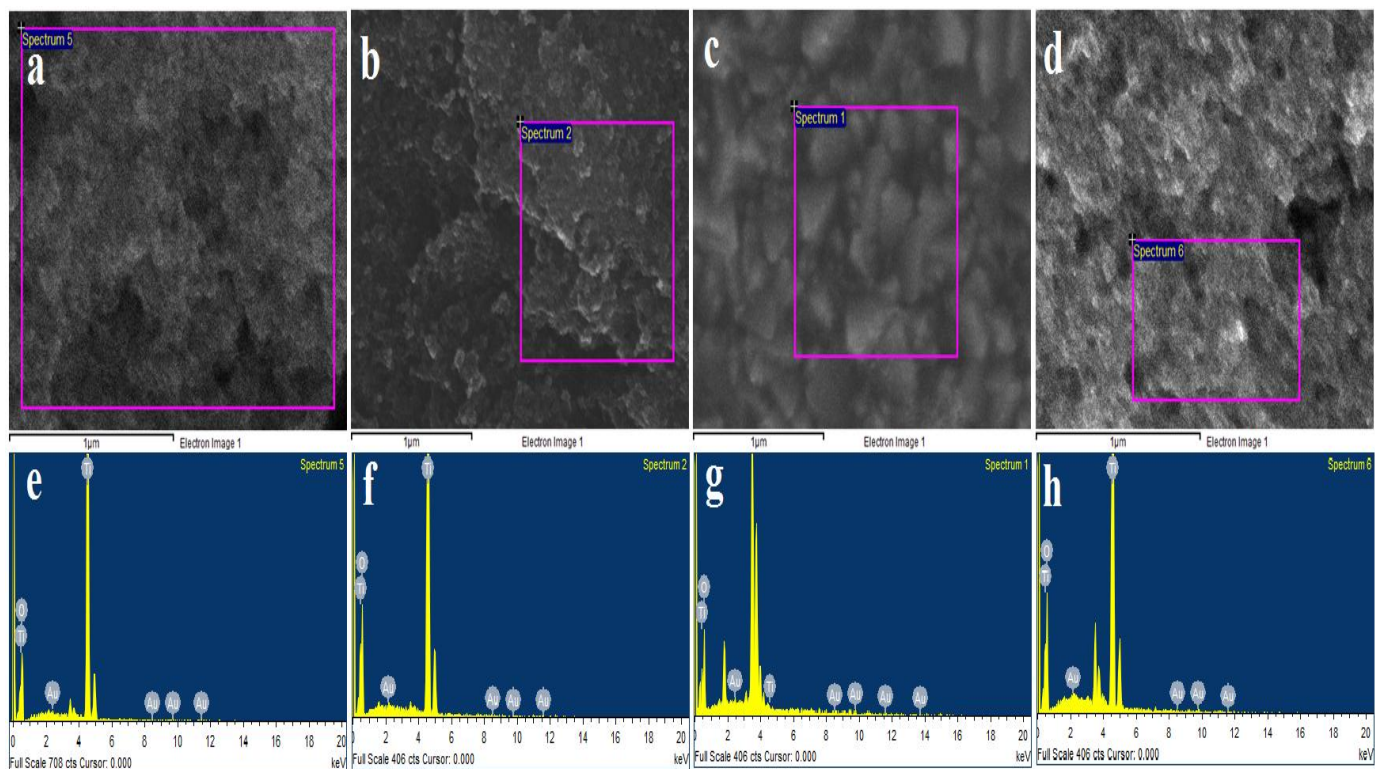 a
Spectrum 5
b
Spectrum 2
c
Spectrum 1
d
Spectrum 6
1µm Electron Image 1
1µm Electron Image 1
1µm Electron Image 1
1µm Electron Image 1
e
Spectrum 5
Ti
O
Ti
Au
Au
Au
Au
0 2 4 6 8 10 12 14 16 18 20
Full Scale 708 cts Cursor: 0.000 keV
f
Spectrum 2
Ti
O
Ti
Au
Au
Au
Au
0 2 4 6 8 10 12 14 16 18 20
Full Scale 406 cts Cursor: 0.000 keV
g
Spectrum 1
O
Ti
Au
Ti
Au
Au
Au
Au
0 2 4 6 8 10 12 14 16 18 20
Full Scale 406 cts Cursor: 0.000 keV
h
Spectrum 6
Ti
O
Ti
Au
Au
Au
Au
0 2 4 6 8 10 12 14 16 18 20
Full Scale 406 cts Cursor: 0.000 keV